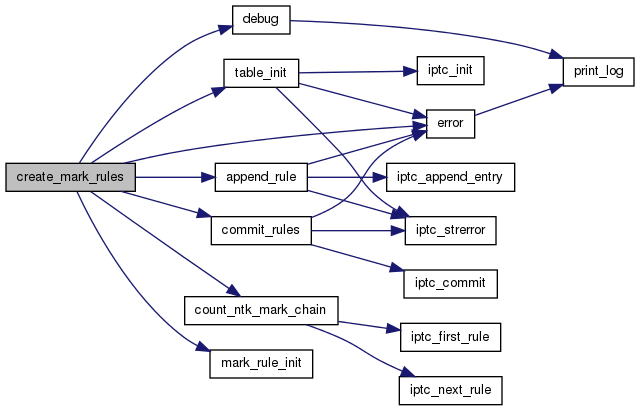 debug
print_log
table_init
iptc_init
error
create_mark_rules
append_rule
iptc_append_entry
commit_rules
iptc_strerror
iptc_commit
count_ntk_mark_chain
iptc_first_rule
mark_rule_init
iptc_next_rule